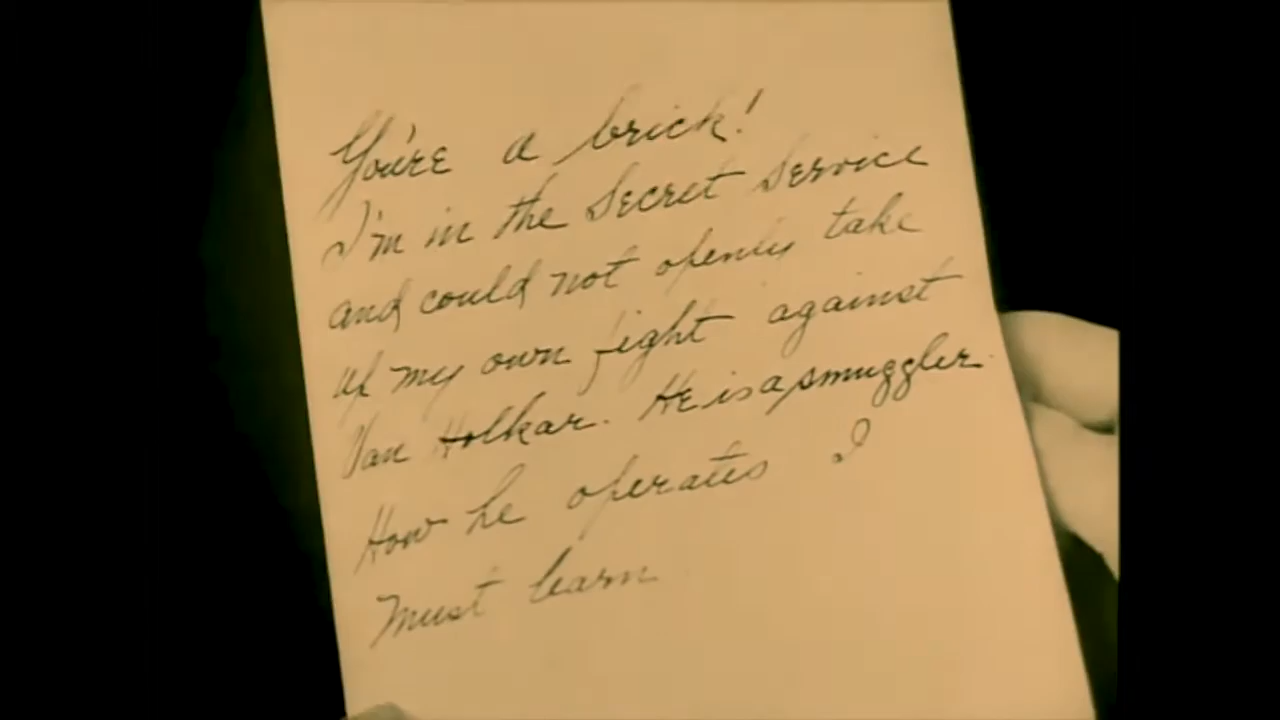 You're a brick!
I'm in the Secret Service
and could not openly take
up my own fight against
Van Holkar. He is a smuggler.
How he operates I
must learn